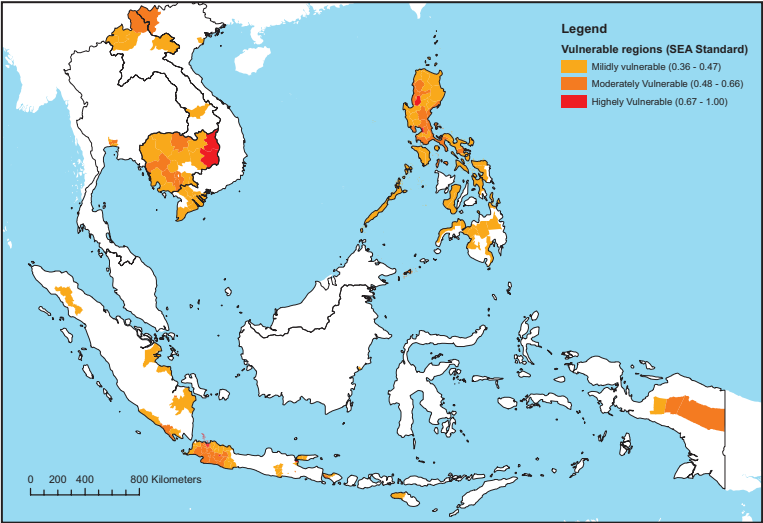 Legend
Vulnerable regions (SEA Standard)
Milidly vulnerable (0.36 - 0.47)
Moderately Vulnerable (0.48 - 0.66)
Highely Vulnerable (0.67 - 1.00)
0 200 400 800 Kilometers